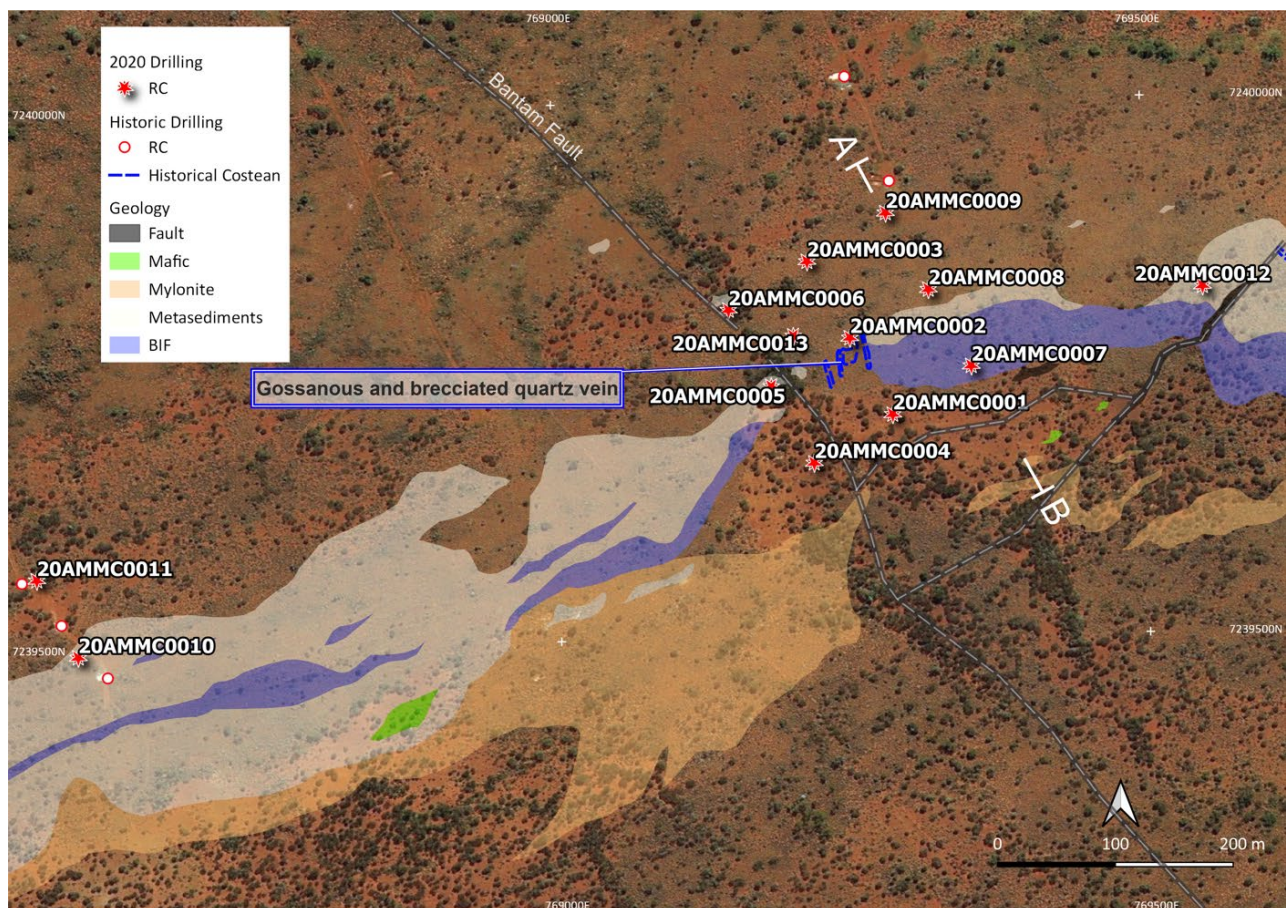 769000E
769500E
2020 Drilling
RC
Historic Drilling
RC
Historical Costean
Geology
Fault
Mafic
Mylonite
Metasediments
BIF
7240000N
7240000N
Bantam Fault
A
20AMMC0009
20AMMC0003
20AMMC0008
20AMMC0012
20AMMC0006
20AMMC0002
20AMMC0013
20AMMC0007
Gossanous and brecciated quartz vein
20AMMC0005
20AMMC0001
20AMMC0004
B
20AMMC0011
20AMMC0010
7239500N
7239500N
0
100
200 m
769000E
769500E